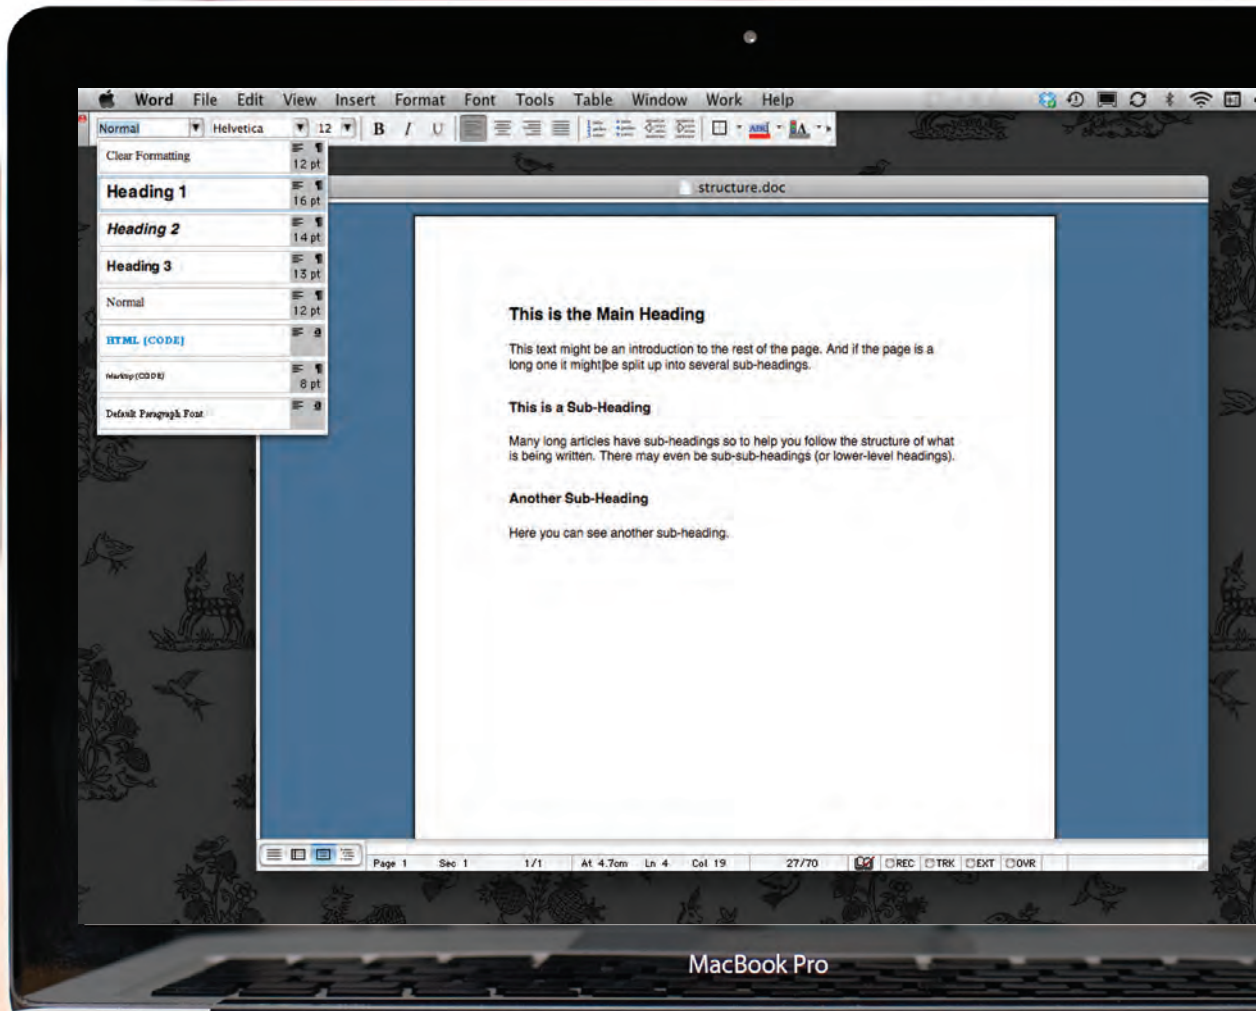 Word File Edit View Insert Format Font Tools Table Window Work Help
Normal Helvetica 12 B I U ABC A
Clear Formatting 12 pt
Heading 1 16 pt
Heading 2 14 pt
Heading 3 13 pt
Normal 12 pt
HTML [CODE] a
Markup (CODE) 8 pt
Default Paragraph Font a
structure.doc
This is the Main Heading
This text might be an introduction to the rest of the page. And if the page is a
long one it might be split up into several sub-headings.
This is a Sub-Heading
Many long articles have sub-headings so to help you follow the structure of what
is being written. There may even be sub-sub-headings (or lower-level headings).
Another Sub-Heading
Here you can see another sub-heading.
Page 1 Sec 1 1/1 At 4.7cm Ln 4 Col 19 27/70 REC TRK EXT OVR
MacBook Pro